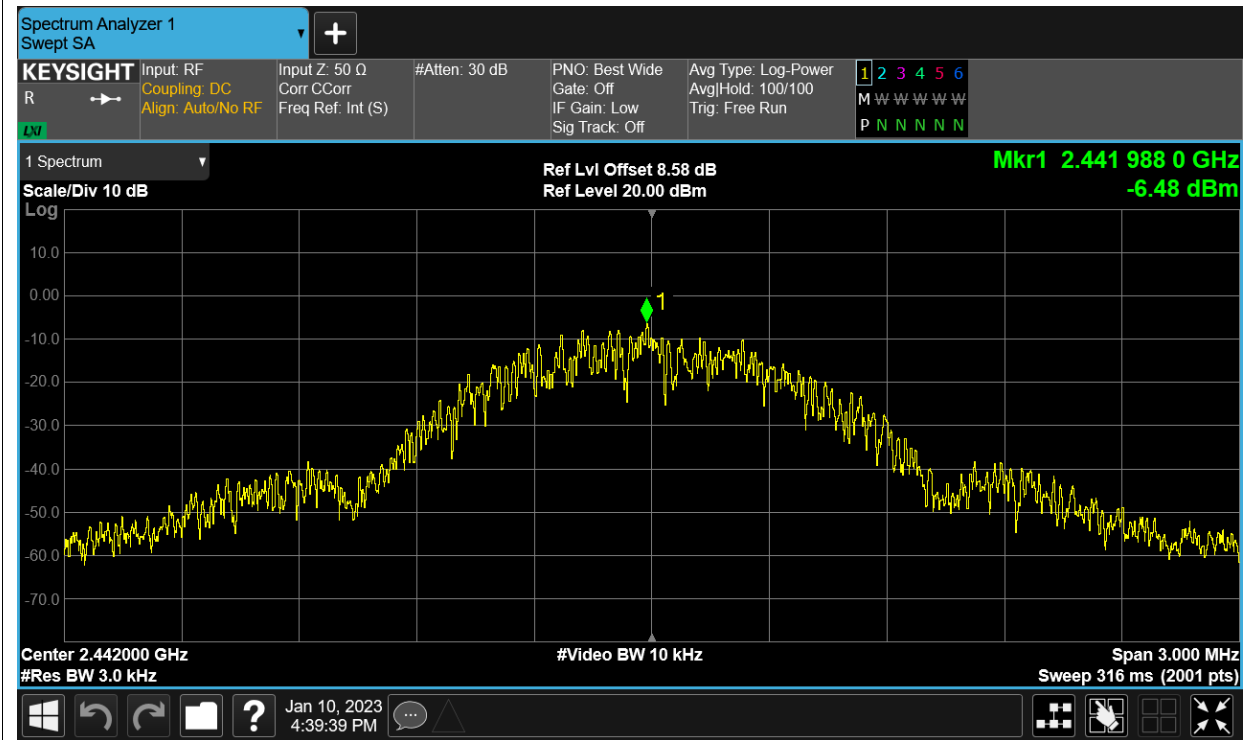 Spectrum Analyzer 1
Swept SA
+
KEYSIGHT
R
LXI
Input: RF
Coupling: DC
Align: Auto/No RF
Input Z: 50 Ω
Corr CCorr
Freq Ref: Int (S)
#Atten: 30 dB
PNO: Best Wide
Gate: Off
IF Gain: Low
Sig Track: Off
Avg Type: Log-Power
Avg|Hold: 100/100
Trig: Free Run
1 2 3 4 5 6
M W W W W W
P N N N N N
1 Spectrum
Scale/Div 10 dB
Log
Ref Lvl Offset 8.58 dB
Ref Level 20.00 dBm
Mkr1 2.441 988 0 GHz
-6.48 dBm
10.0
0.00
-10.0
-20.0
-30.0
-40.0
-50.0
-60.0
-70.0
1
Center 2.442000 GHz
#Res BW 3.0 kHz
#Video BW 10 kHz
Span 3.000 MHz
Sweep 316 ms (2001 pts)
?
Jan 10, 2023
4:39:39 PM